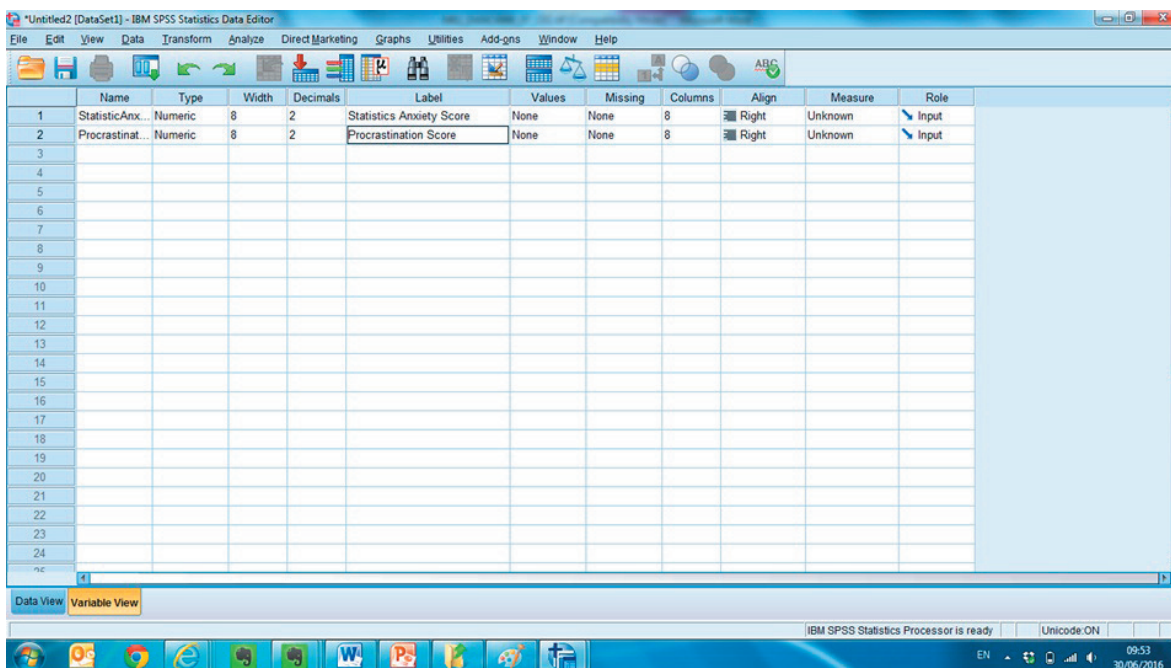 *Untitled2 [DataSet1] - IBM SPSS Statistics Data Editor
File Edit View Data Transform Analyze Direct Marketing Graphs Utilities Add-ons Window Help
Name Type Width Decimals Label Values Missing Columns Align Measure Role
1 StatisticAnx... Numeric 8 2 Statistics Anxiety Score None None 8 Right Unknown Input
2 Procrastinat... Numeric 8 2 Procrastination Score None None 8 Right Unknown Input
3
4
5
6
7
8
9
10
11
12
13
14
15
16
17
18
19
20
21
22
23
24
Data View Variable View
IBM SPSS Statistics Processor is ready Unicode:ON
EN 09:53
30/06/2016